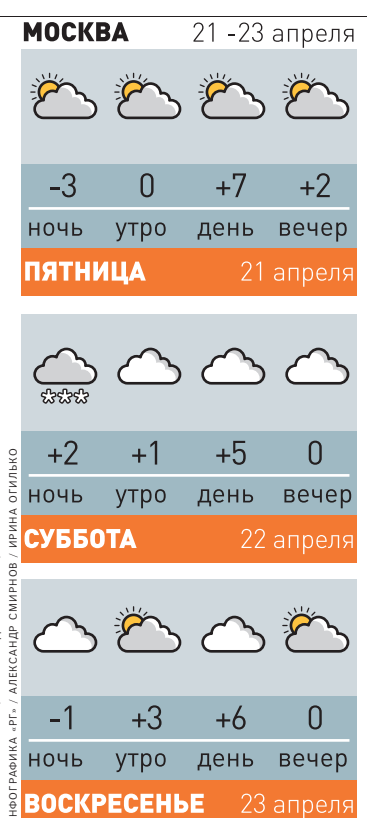 МОСКВА 21 -23 апреля
-3 0 +7 +2
ночь утро день вечер
ПЯТНИЦА 21 апреля
+2 +1 +5 0
ночь утро день вечер
СУББОТА 22 апреля
-1 +3 +6 0
ночь утро день вечер
ВОСКРЕСЕНЬЕ 23 апреля
НФОГРАФИКА «РГ» / АЛЕКСАНДР СМИРНОВ / ИРИНА ОГИЛЬКО